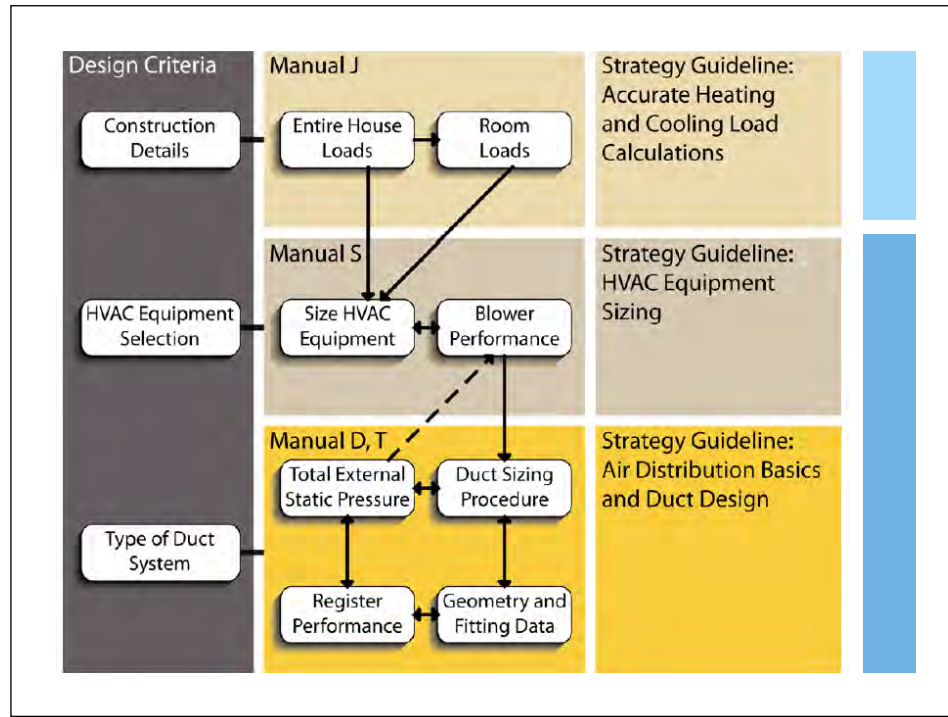 Design Criteria
Construction
Details
HVAC Equipment
Selection
Type of Duct
System
Manual J
Entire House
Loads
Room
Loads
Manual S
Size HVAC
Equipment
Blower
Performance
Manual D, T
Total External
Static Pressure
Duct Sizing
Procedure
Register
Performance
Geometry and
Fitting Data
Strategy Guideline:
Accurate Heating
and Cooling Load
Calculations
Strategy Guideline:
HVAC Equipment
Sizing
Strategy Guideline:
Air Distribution Basics
and Duct Design